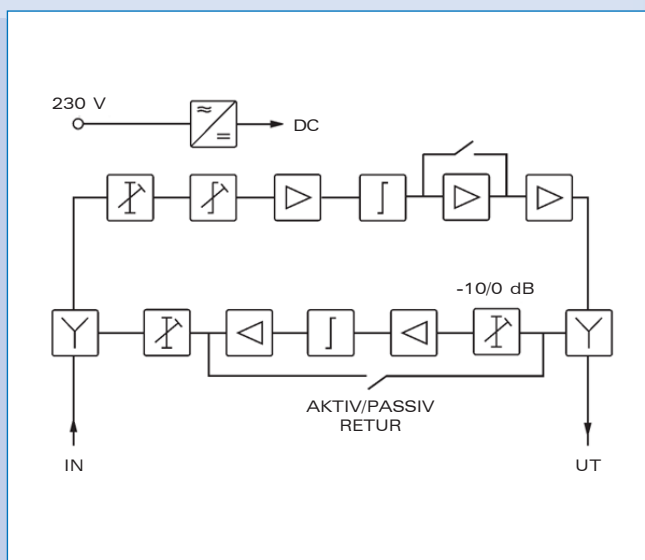 230 V
DC
-10/0 dB
AKTIV/PASSIV
RETUR
IN
UT